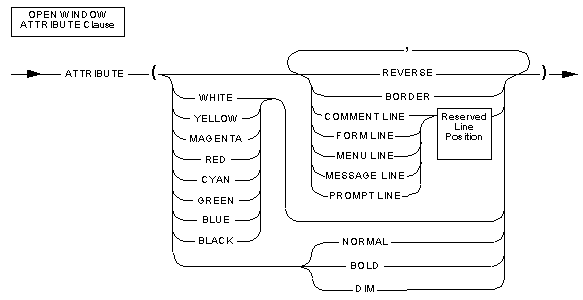 OPEN WINDOW
ATTRIBUTE Clause
,
ATTRIBUTE ( REVERSE )
WHITE BORDER
YELLOW COMMENT LINE Reserved
MAGENTA FORM LINE Line
RED MENU LINE Position
CYAN MESSAGE LINE
GREEN PROMPT LINE
BLUE
BLACK NORMAL
BOLD
DIM